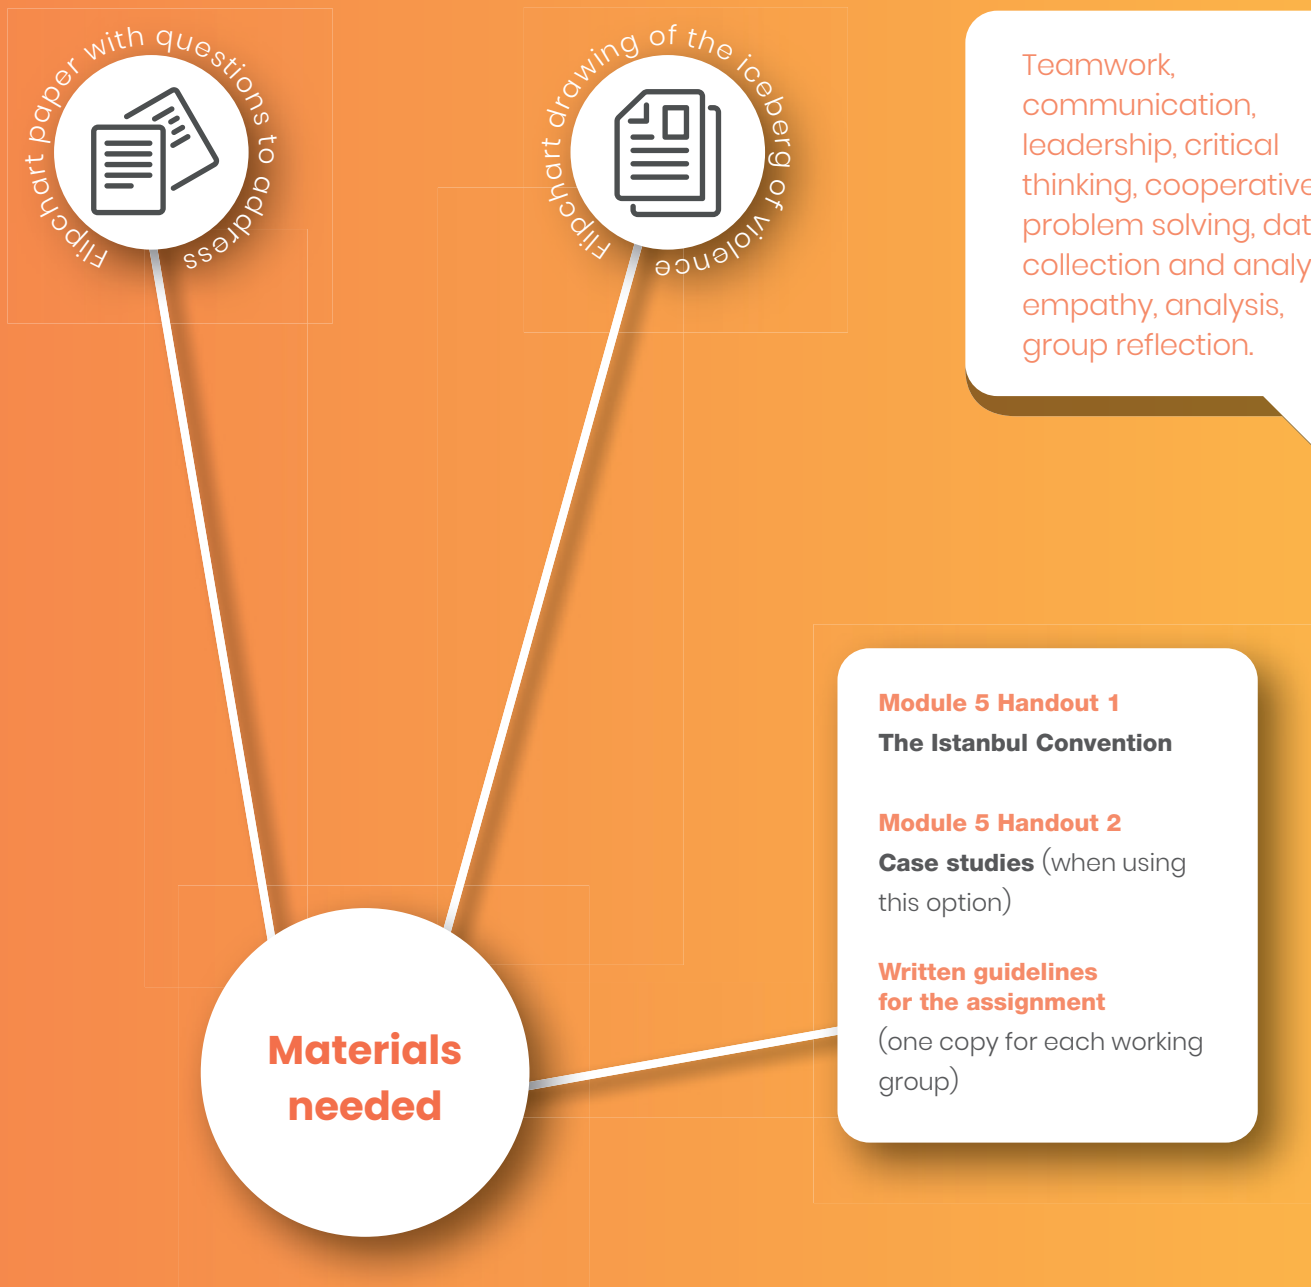 Flipchart paper with questions to address
Flipchart drawing of the iceberg of violence
Teamwork,
communication,
leadership, critical
thinking, cooperative
problem solving,
collection and
empathy, analysis,
group reflection.
Module 5 Handout 1
The Istanbul Convention
Module 5 Handout 2
Case studies (when using
this option)
Written guidelines
for the assignment
(one copy for each working
group)
Materials
needed